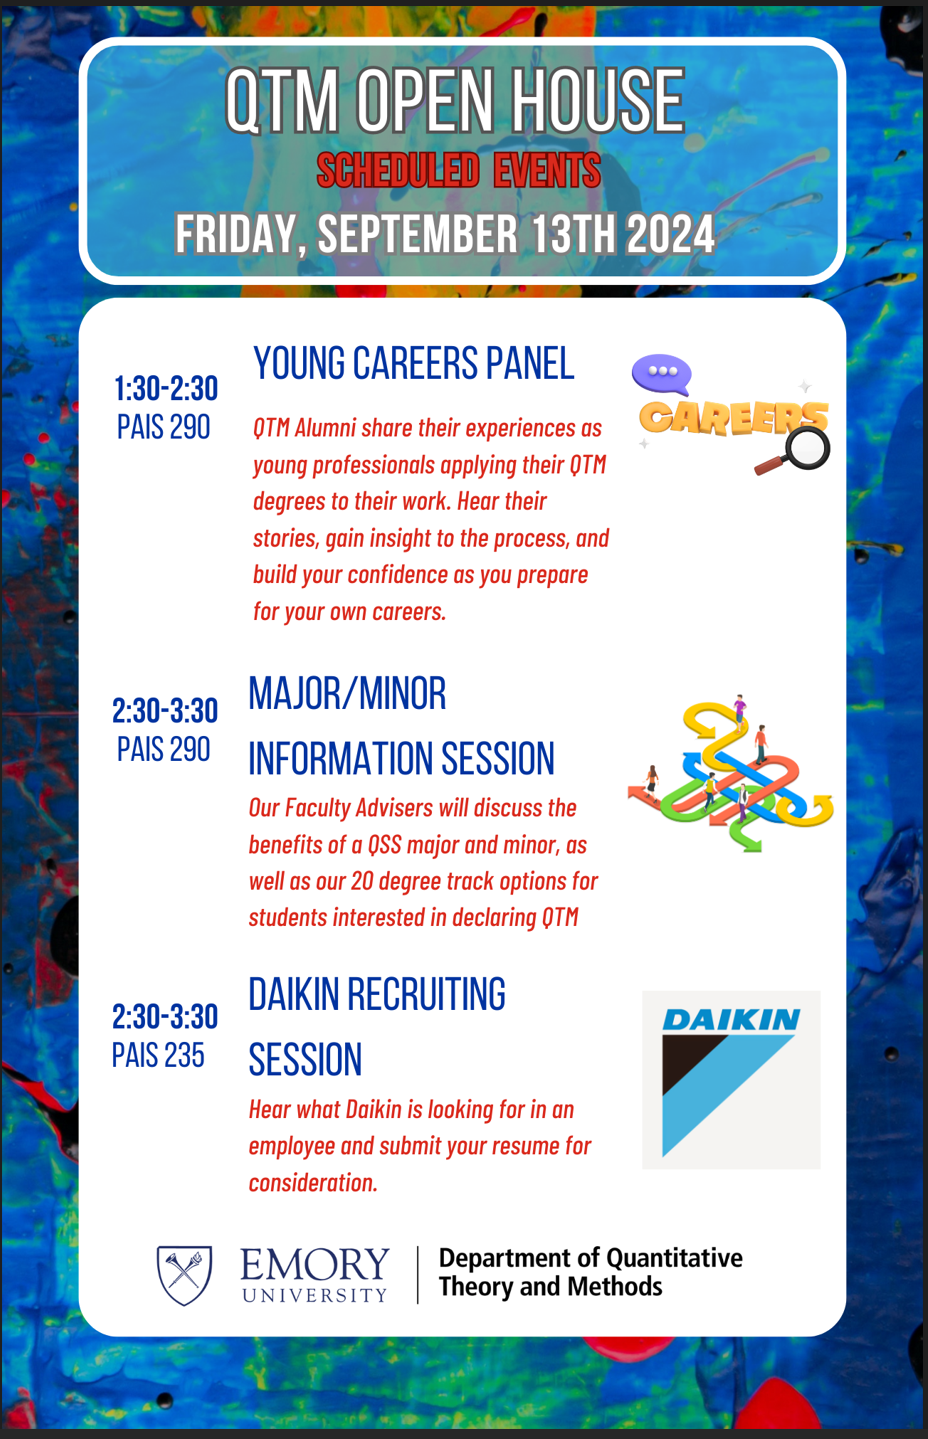 QTM OPEN HOUSE
SCHEDULED EVENTS
FRIDAY, SEPTEMBER 13TH 2024
1:30-2:30
PAIS 290
YOUNG CAREERS PANEL
QTM Alumni share their experiences as
young professionals applying their QTM
degrees to their work. Hear their
stories, gain insight to the process, and
build your confidence as you prepare
for your own careers.
CAREERS
2:30-3:30
PAIS 290
MAJOR/MINOR
INFORMATION SESSION
Our Faculty Advisers will discuss the
benefits of a QSS major and minor, as
well as our 20 degree track options for
students interested in declaring QTM
2:30-3:30
PAIS 235
DAIKIN RECRUITING
SESSION
Hear what Daikin is looking for in an
employee and submit your resume for
consideration.
DAIKIN
EMORY
UNIVERSITY
Department of Quantitative
Theory and Methods